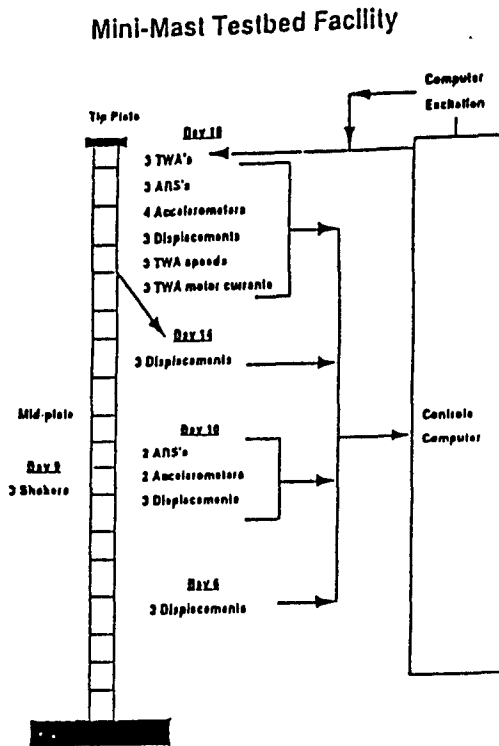 Mini-Mast Testbed Facility
Computer
Excitation
Tip Plate
Bay 18
3 TWA's
3 ARS's
4 Accelerometers
3 Displacements
3 TWA speeds
3 TWA motor currents
Bay 14
3 Displacements
Mid-plate
Bay 9
3 Shakers
Bay 10
2 ARS's
2 Accelerometers
3 Displacements
Controls
Computer
Bay 6
3 Displacements